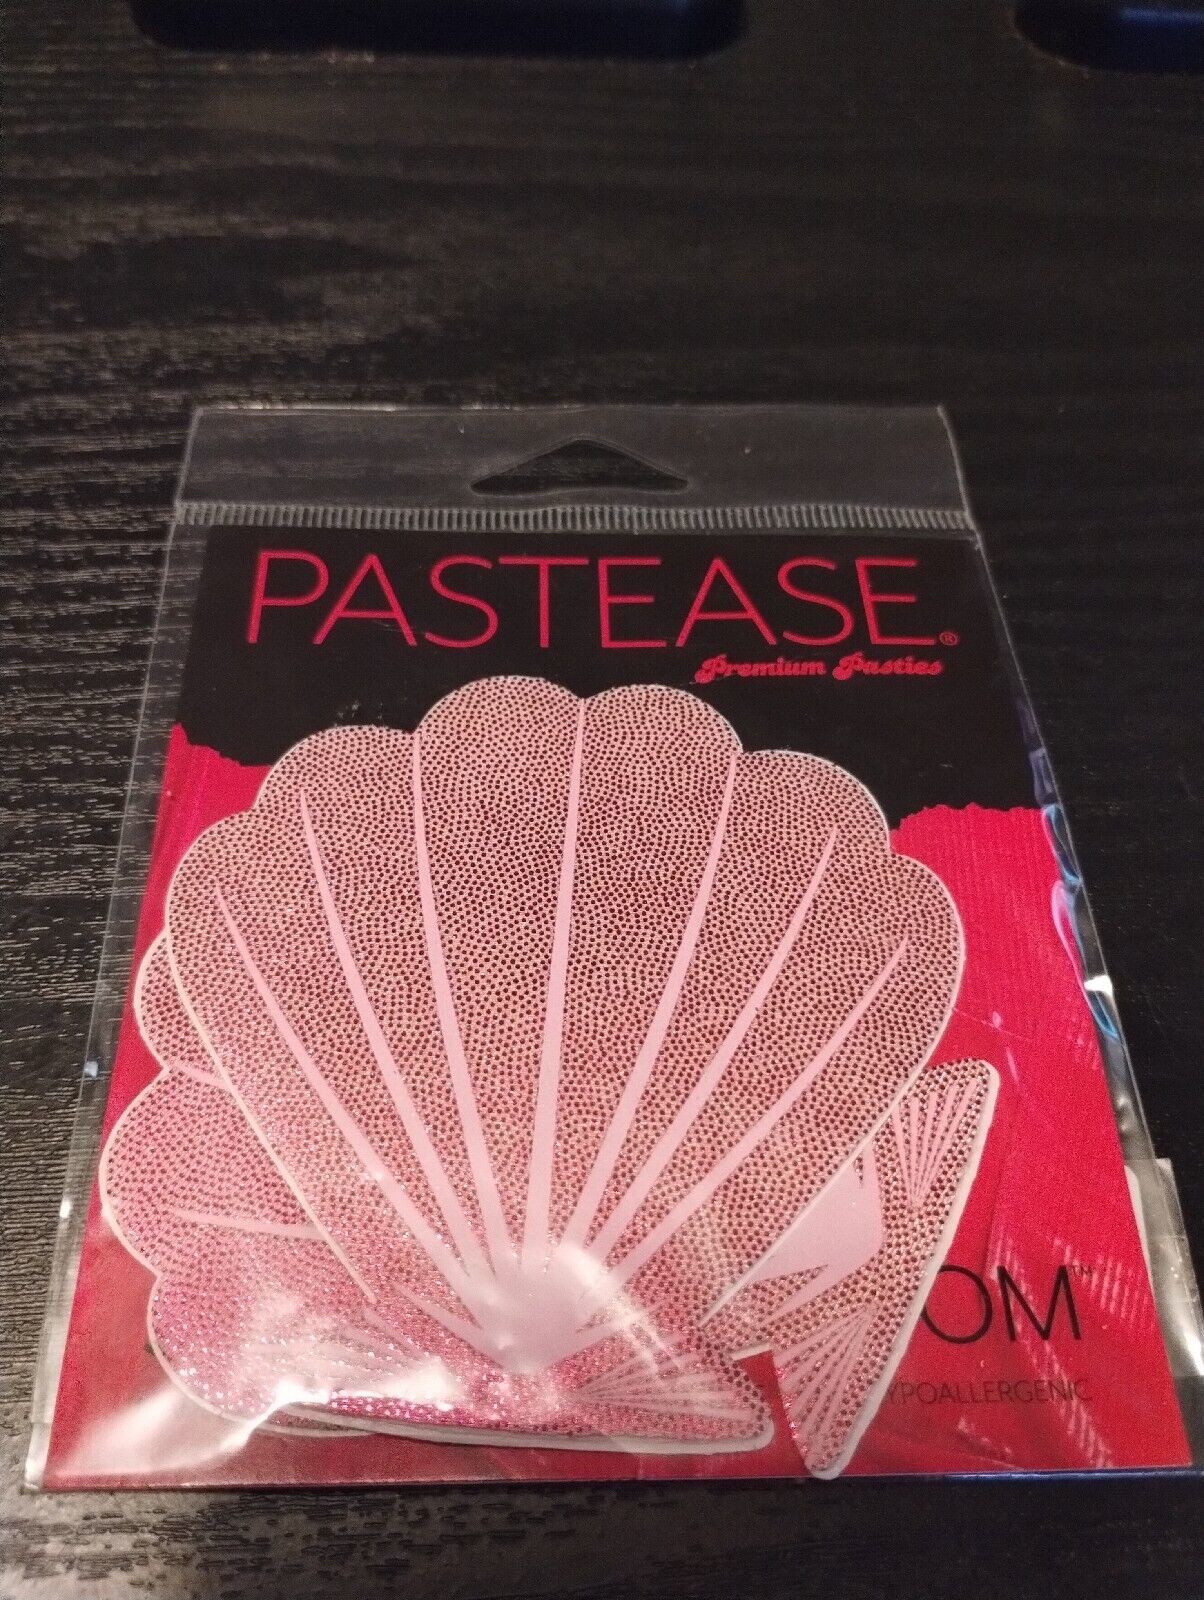 PASTEASE®
Premium Pasties
OM™
YPOALLERGENIC